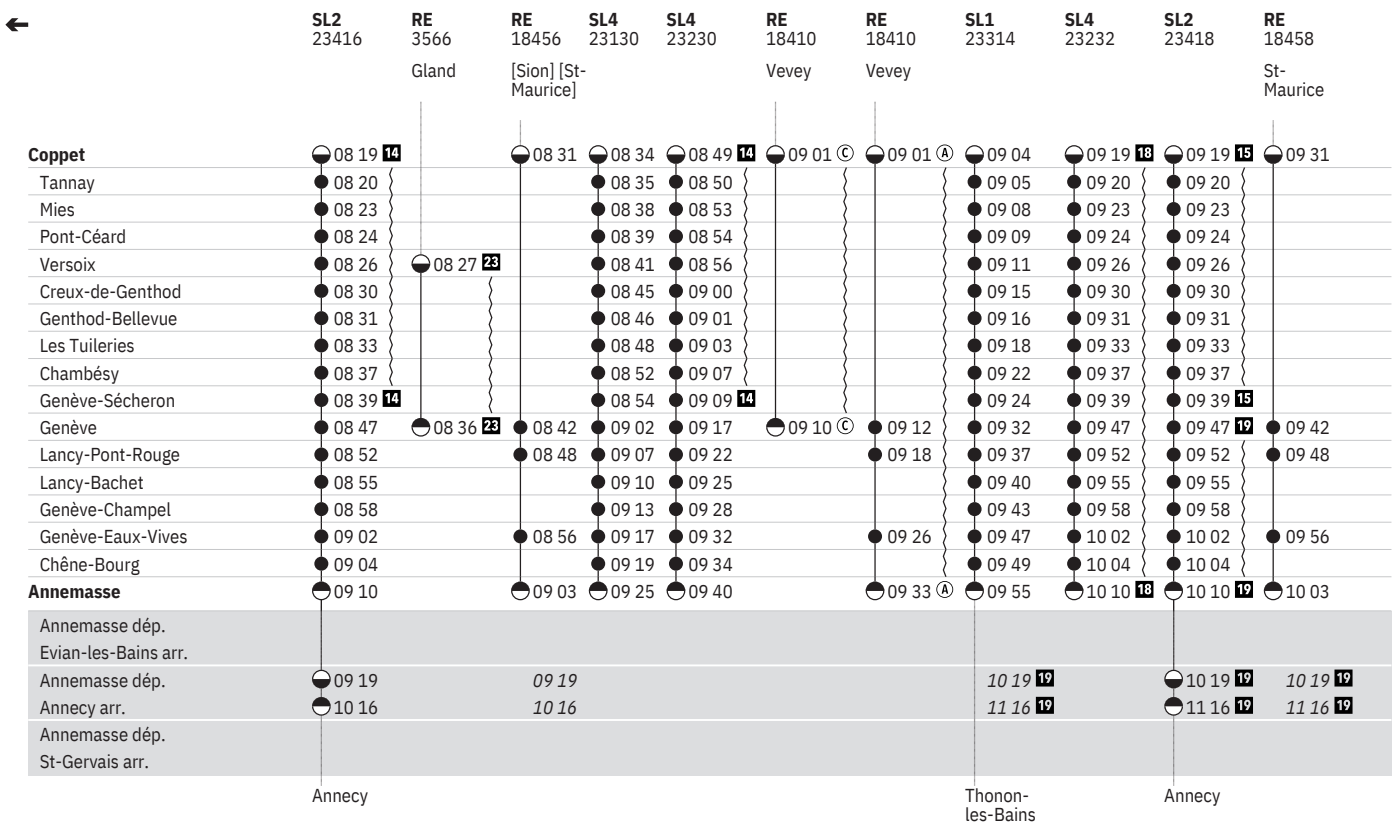 SL2 RE RE SL4 SL4 RE RE SL1 SL4 SL2 RE
23416 3566 18456 23130 23230 18410 18410 23314 23232 23418 18458
Gland [Sion] [St-Maurice] Vevey Vevey St-Maurice
Coppet 08 19 14 08 31 08 34 08 49 14 09 01 C 09 01 A 09 04 09 19 18 09 19 15 09 31
Tannay 08 20 08 35 08 50 09 05 09 20 09 20
Mies 08 23 08 38 08 53 09 08 09 23 09 23
Pont-Céard 08 24 08 39 08 54 09 09 09 24 09 24
Versoix 08 26 08 27 23 08 41 08 56 09 11 09 26 09 26
Creux-de-Genthod 08 30 08 45 09 00 09 15 09 30 09 30
Genthod-Bellevue 08 31 08 46 09 01 09 16 09 31 09 31
Les Tuileries 08 33 08 48 09 03 09 18 09 33 09 33
Chambésy 08 37 08 52 09 07 09 22 09 37 09 37
Genève-Sécheron 08 39 14 08 54 09 09 14 09 24 09 39 09 39 15
Genève 08 47 08 36 23 08 42 09 02 09 17 09 10 C 09 12 09 32 09 47 09 47 19 09 42
Lancy-Pont-Rouge 08 52 08 48 09 07 09 22 09 18 09 37 09 52 09 52 09 48
Lancy-Bachet 08 55 09 10 09 25 09 40 09 55 09 55
Genève-Champel 08 58 09 13 09 28 09 43 09 58 09 58
Genève-Eaux-Vives 09 02 08 56 09 17 09 32 09 26 09 47 10 02 10 02 09 56
Chêne-Bourg 09 04 09 19 09 34 09 49 10 04 10 04
Annemasse 09 10 09 03 09 25 09 40 09 33 A 09 55 10 10 18 10 10 19 10 03
Annemasse dép.
Evian-les-Bains arr.
Annemasse dép. 09 19 09 19 10 19 19 10 19 19 10 19 19
Annecy arr. 10 16 10 16 11 16 19 11 16 19 11 16 19
Annemasse dép.
St-Gervais arr.
Annecy Thonon- Annecy
les-Bains